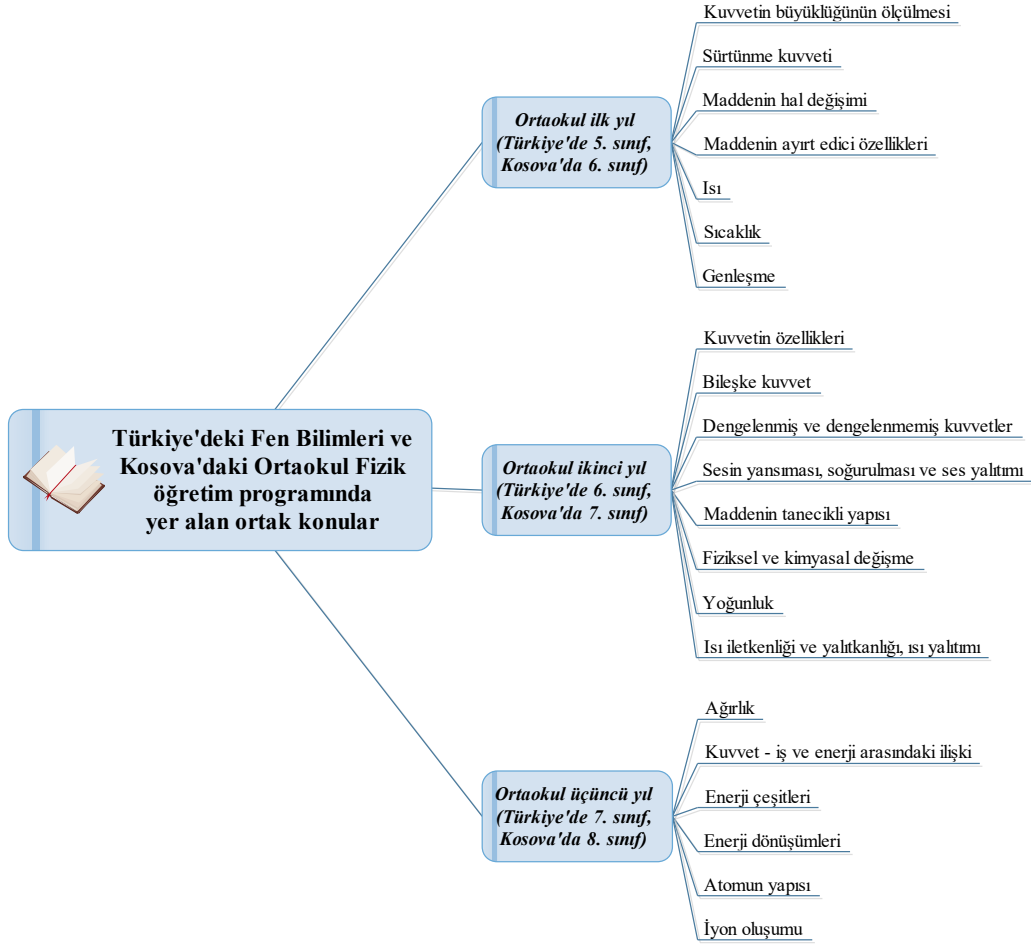 Türkiye'deki Fen Bilimleri ve
Kosova'daki Ortaokul Fizik
öğretim programında
yer alan ortak konular
Ortaokul ilk yıl
(Türkiye'de 5. sınıf,
Kosova'da 6. sınıf)
Kuvvetin büyüklüğünün ölçülmesi
Sürtünme kuvveti
Maddenin hal değişimi
Maddenin ayırt edici özellikleri
Isı
Sıcaklık
Genleşme
Ortaokul ikinci yıl
(Türkiye'de 6. sınıf,
Kosova'da 7. sınıf)
Kuvvetin özellikleri
Bileşke kuvvet
Dengelenmiş ve dengelenmemiş kuvvetler
Sesin yansıması, soğurulması ve ses yalıtımı
Maddenin tanecikli yapısı
Fiziksel ve kimyasal değişme
Yoğunluk
Isı iletkenliği ve yalıtkanlığı, ısı yalıtımı
Ortaokul üçüncü yıl
(Türkiye'de 7. sınıf,
Kosova'da 8. sınıf)
Ağırlık
Kuvvet - iş ve enerji arasındaki ilişki
Enerji çeşitleri
Enerji dönüşümleri
Atomun yapısı
İyon oluşumu